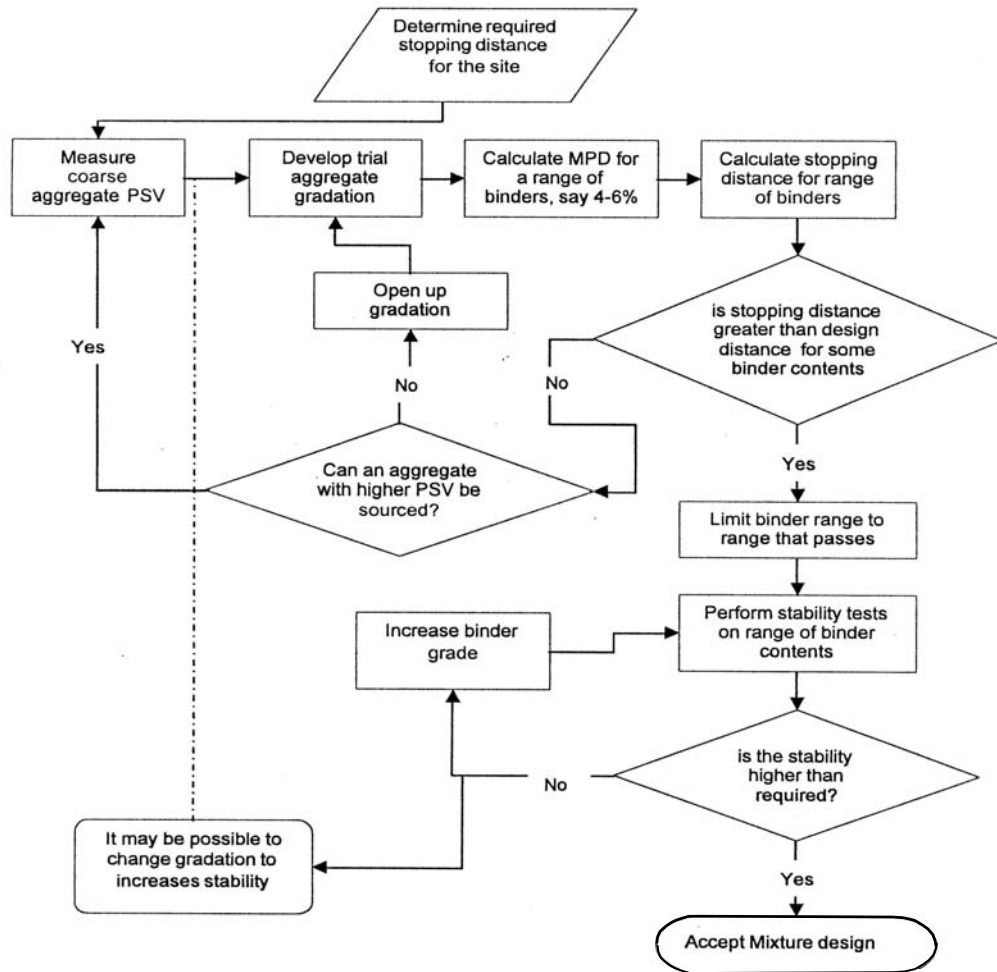 Determine required
stopping distance
for the site
Measure
coarse
aggregate PSV
Develop trial
aggregate
gradation
Calculate MPD for
a range of
binders, say 4-6%
Calculate stopping
distance for range
of binders
Open up
gradation
is stopping distance
greater than design
distance for some
binder contents
Yes
No
No
Can an aggregate
with higher PSV be
sourced?
Yes
Limit binder range to
range that passes
Increase binder
grade
Perform stability tests
on range of binder
contents
is the stability
higher than
required?
No
It may be possible to
change gradation to
increases stability
Yes
Accept Mixture design